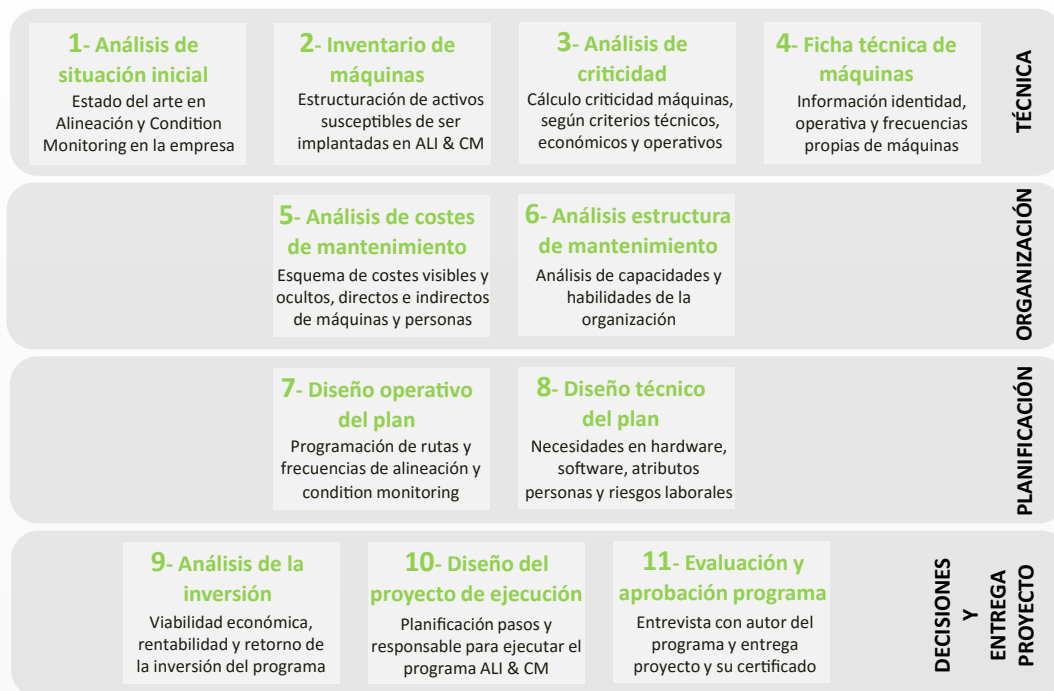 1- Análisis de
situación inicial
Estado del arte en
Alineación y Condition
Monitoring en la empresa
2- Inventario de
máquinas
Estructuración de activos
susceptibles de ser
implantadas en ALI & CM
3- Análisis de
criticidad
Cálculo criticidad máquinas,
según criterios técnicos,
económicos y operativos
4- Ficha técnica de
máquinas
Información identidad,
operativa y frecuencias
propias de máquinas
TÉCNICA
5- Análisis de costes
de mantenimiento
Esquema de costes visibles y
ocultos, directos e indirectos
de máquinas y personas
6- Análisis estructura
de mantenimiento
Análisis de capacidades y
habilidades de la
organización
ORGANIZACIÓN
7- Diseño operativo
del plan
Programación de rutas y
frecuencias de alineación y
condition monitoring
8- Diseño técnico
del plan
Necesidades en hardware,
software, atributos
personas y riesgos laborales
PLANIFICACIÓN
9- Análisis de la
inversión
Viabilidad económica,
rentabilidad y retorno de
la inversión del programa
10- Diseño del
proyecto de ejecución
Planificación pasos y
responsable para ejecutar el
programa ALI & CM
11- Evaluación y
aprobación programa
Entrevista con autor del
programa y entrega
proyecto y su certificado
DECISIONES
Y
ENTREGA
PROYECTO